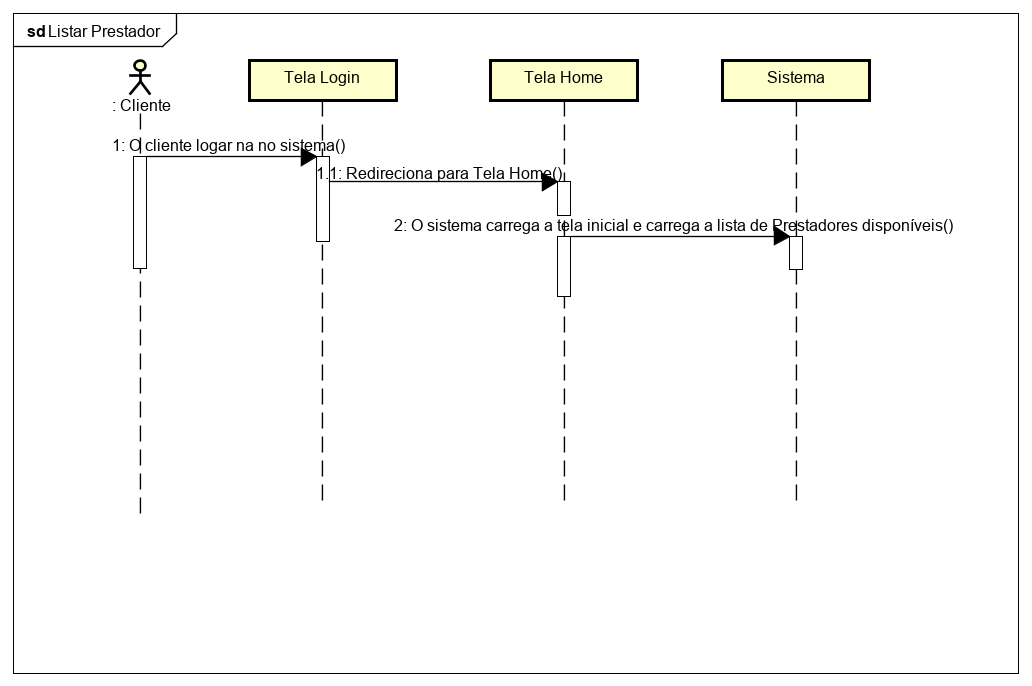 sd Listar Prestador
: Cliente
Tela Login
Tela Home
Sistema
1: O cliente logar na no sistema()
1.1: Redireciona para Tela Home()
2: O sistema carrega a tela inicial e carrega a lista de Prestadores disponíveis()